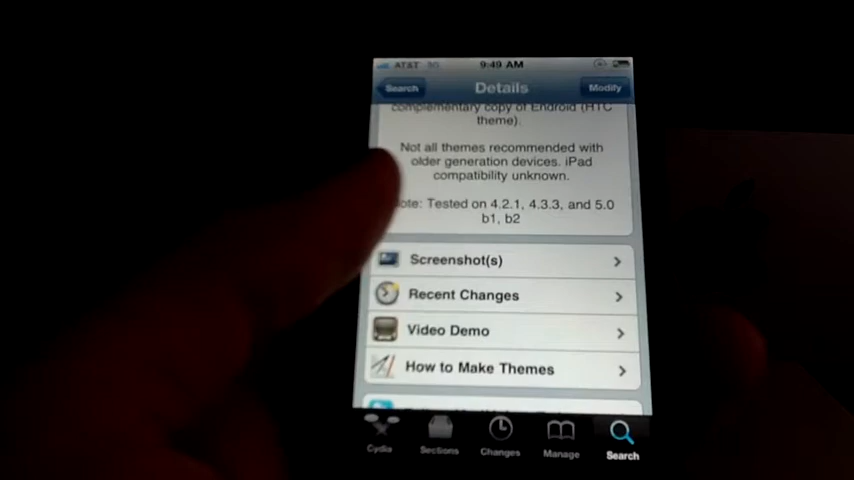 AT&T 3G 9:49 AM
Search Details Modify
complementary copy of Endroid (HTC
theme).
Not all themes recommended with
older generation devices. iPad
compatibility unknown.
ote: Tested on 4.2.1, 4.3.3, and 5.0
b1, b2
Screenshot(s)
Recent Changes
Video Demo
How to Make Themes
Cydia Sections Changes Manage Search